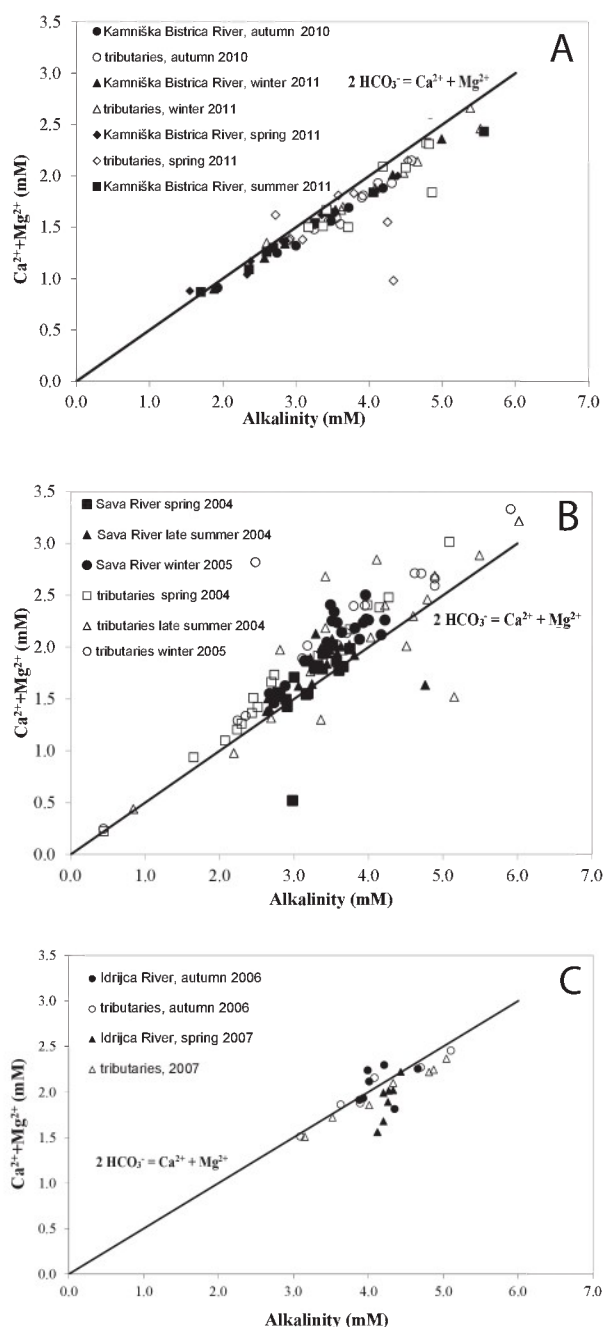 A
● Kamniška Bistrica River, autumn 2010
○ tributaries, autumn 2010
▲ Kamniška Bistrica River, winter 2011
△ tributaries, winter 2011
◆ Kamniška Bistrica River, spring 2011
◇ tributaries, spring 2011
■ Kamniška Bistrica River, summer 2011
2 HCO₃⁻ = Ca²⁺ + Mg²⁺
Ca²⁺+Mg²⁺ (mM)
3.5
3.0
2.5
2.0
1.5
1.0
0.5
0.0
0.0 1.0 2.0 3.0 4.0 5.0 6.0
Alkalinity (mM)
B
■ Sava River spring 2004
▲ Sava River late summer 2004
● Sava River winter 2005
□ tributaries spring 2004
△ tributaries late summer 2004
○ tributaries winter 2005
2 HCO₃⁻ = Ca²⁺ + Mg²⁺
Ca²⁺+Mg²⁺ (mM)
3.5
3.0
2.5
2.0
1.5
1.0
0.5
0.0
0.0 1.0 2.0 3.0 4.0 5.0 6.0
Alkalinity (mM)
C
● Idrijca River, autumn 2006
○ tributaries, autumn 2006
▲ Idrijca River, spring 2007
△ tributaries, 2007
2 HCO₃⁻ = Ca²⁺ + Mg²⁺
Ca²⁺+Mg²⁺ (mM)
3.5
3.0
2.5
2.0
1.5
1.0
0.5
0.0
0.0 1.0 2.0 3.0 4.0 5.0 6.0
Alkalinity (mM)